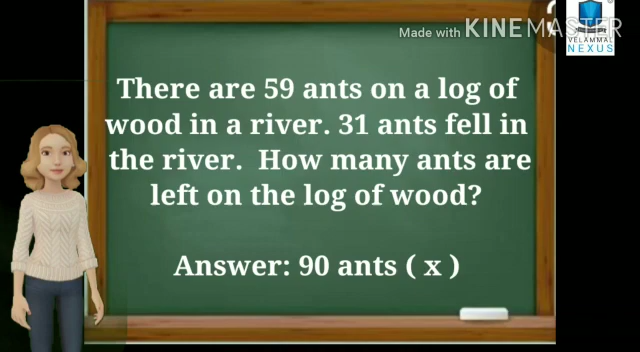 Made with KINEMASTER
VELAMMAL
NEXUS
There are 59 ants on a log of
wood in a river. 31 ants fell in
the river. How many ants are
left on the log of wood?
Answer: 90 ants ( x )